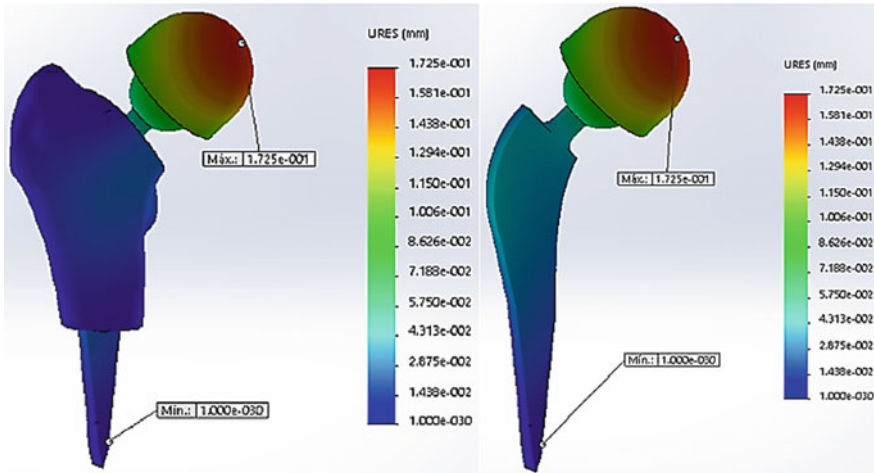 URES (mm)
1.725e-001
1.581e-001
1.438e-001
1.294e-001
1.150e-001
1.006e-001
8.626e-002
7.188e-002
5.750e-002
4.313e-002
2.875e-002
1.438e-002
1.000e-030
Máx.: 1.725e-001
Mín.: 1.000e-030
URES (mm)
1.725e-001
1.581e-001
1.438e-001
1.294e-001
1.150e-001
1.006e-001
8.626e-002
7.188e-002
5.750e-002
4.313e-002
2.875e-002
1.438e-002
1.000e-030
Máx.: 1.725e-001
Mín.: 1.000e-030